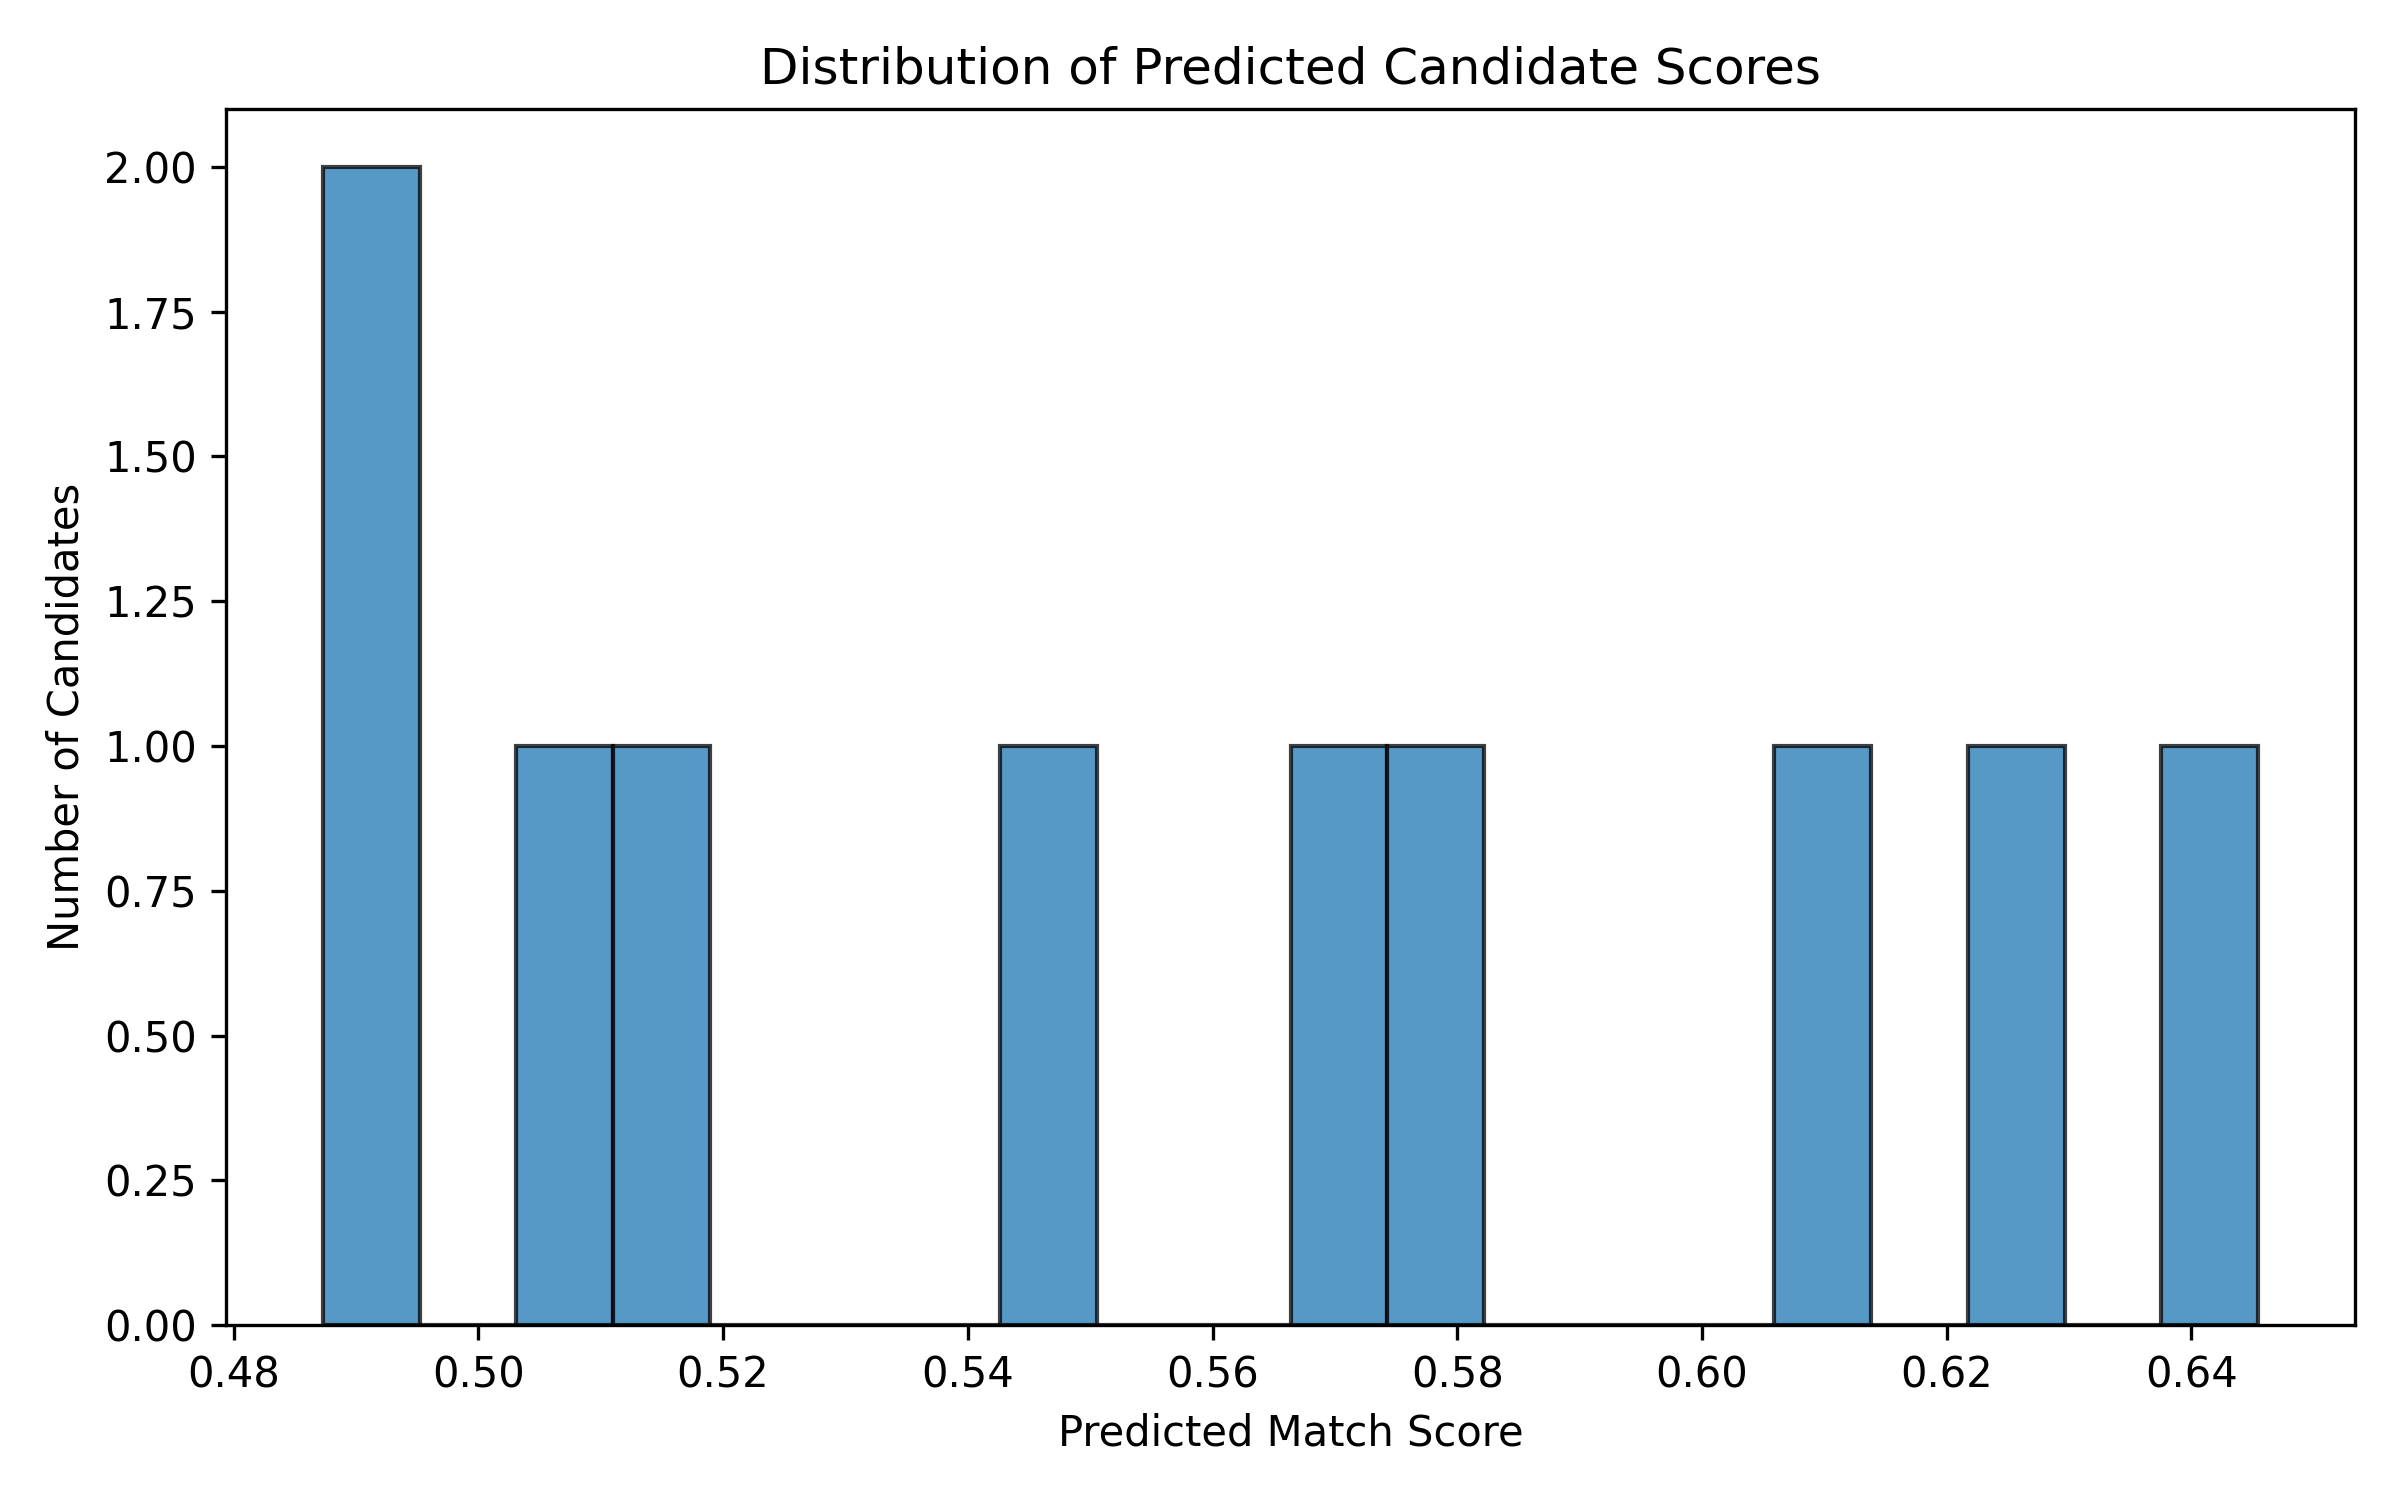 Distribution of Predicted Candidate Scores
2.00
1.75
1.50
1.25
1.00
0.75
0.50
0.25
0.00
Number of Candidates
0.48 0.50 0.52 0.54 0.56 0.58 0.60 0.62 0.64
Predicted Match Score